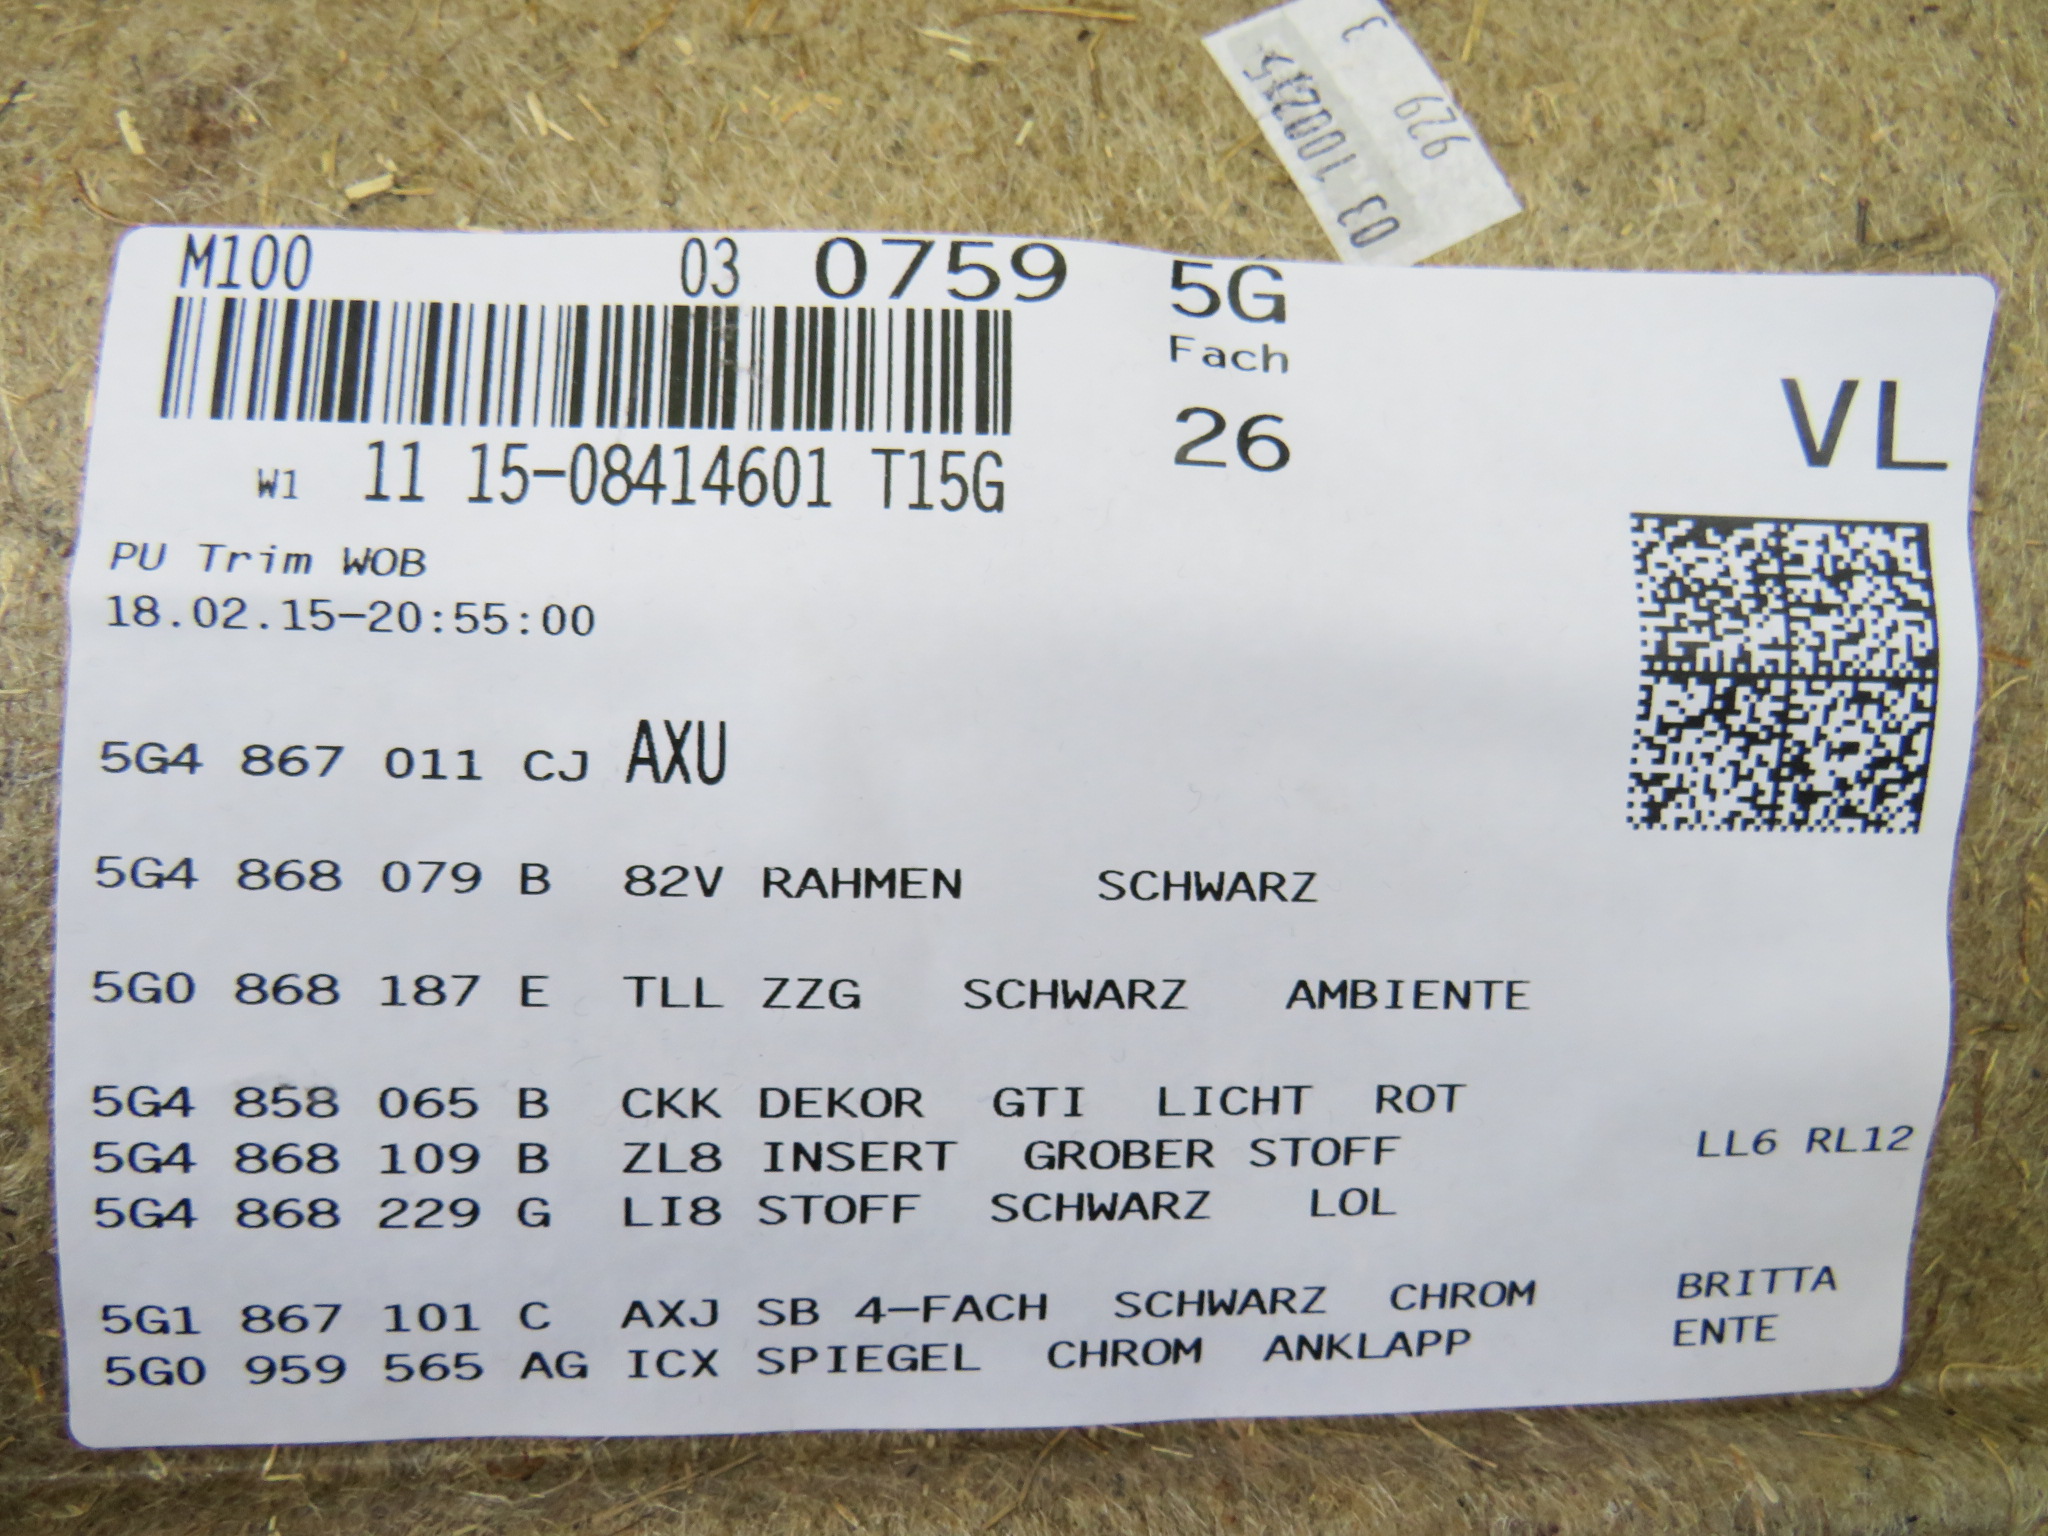 3
929
M100 03 0759 5G
Fach
26
VL
W1 11 15-08414601 T15G
PU Trim WOB
18.02.15-20:55:00
5G4 867 011 CJ AXU
5G4 868 079 B 82V RAHMEN SCHWARZ
5G0 868 187 E TLL ZZG SCHWARZ AMBIENTE
5G4 858 065 B CKK DEKOR GTI LICHT ROT
5G4 868 109 B ZL8 INSERT GROBER STOFF LL6 RL12
5G4 868 229 G LI8 STOFF SCHWARZ LOL
5G1 867 101 C AXJ SB 4-FACH SCHWARZ CHROM BRITTA
5G0 959 565 AG ICX SPIEGEL CHROM ANKLAPP ENTE